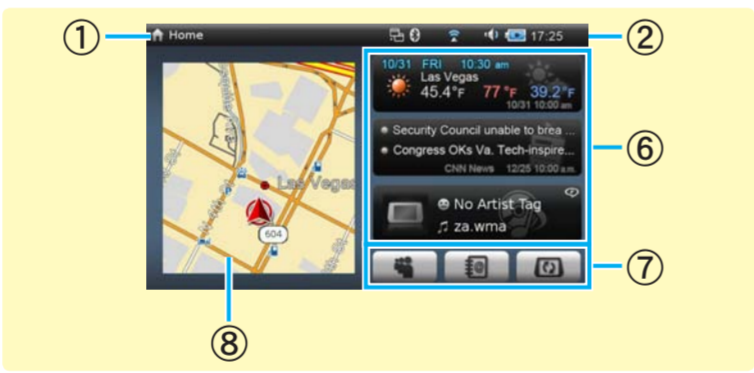 ① Home 17:25 ②
10/31 FRI 10:30 am
Las Vegas
45.4°F 77°F 39.2°F
10/31 10:00 am
Security Council unable to brea ...
Congress OKs Va. Tech-inspire...
CNN News 12/25 10:00 a.m.
⑥
No Artist Tag
za.wma
⑦
Las Vegas
N 4th St
604
⑧